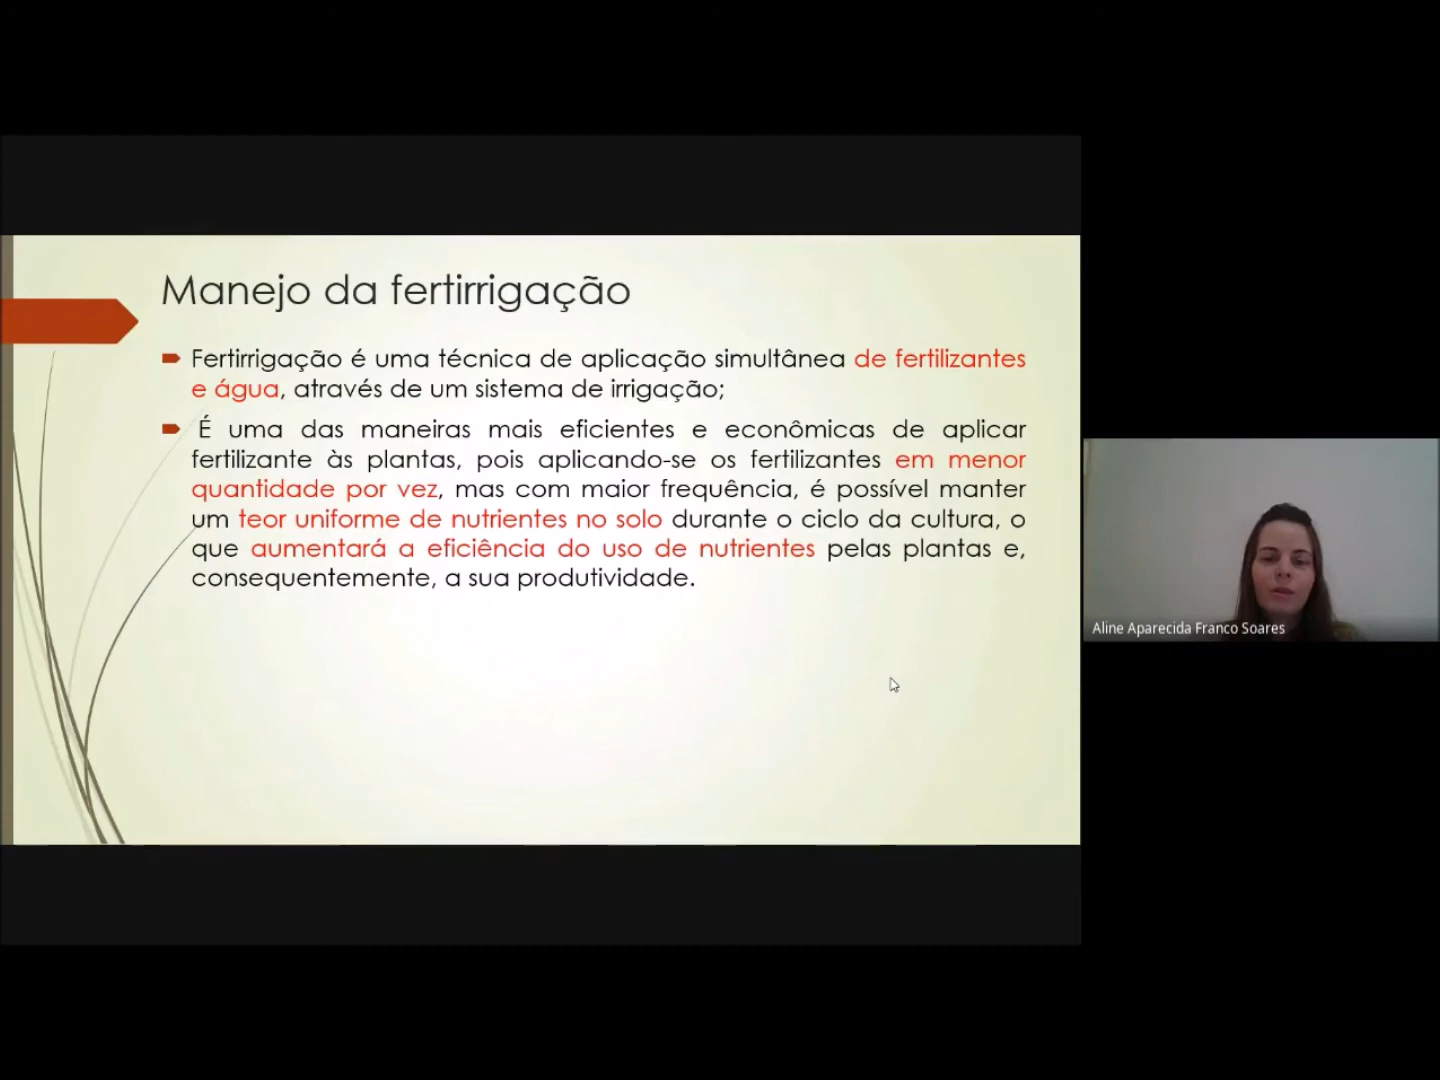 Manejo da fertirrigação
Fertirrigação é uma técnica de aplicação simultânea de fertilizantes
e água, através de um sistema de irrigação;
É uma das maneiras mais eficientes e econômicas de aplicar
fertilizante às plantas, pois aplicando-se os fertilizantes em menor
quantidade por vez, mas com maior frequência, é possível manter
um teor uniforme de nutrientes no solo durante o ciclo da cultura, o
que aumentará a eficiência do uso de nutrientes pelas plantas e,
consequentemente, a sua produtividade.
Aline Aparecida Franco Soares